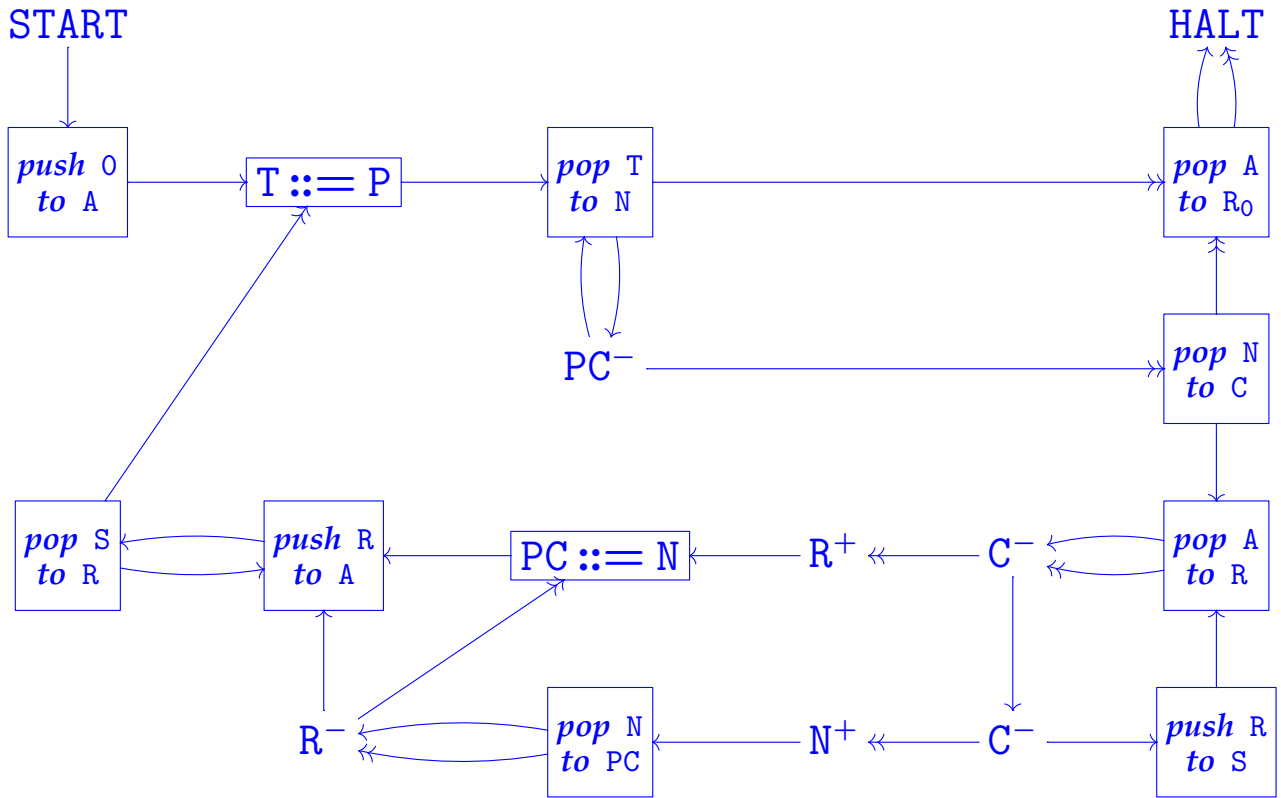 START
HALT
push 0
to A
T ::= P
pop T
to N
pop A
to R₀
PC⁻
pop N
to C
pop S
to R
push R
to A
PC ::= N
R⁺
C⁻
pop A
to R
R⁻
pop N
to PC
N⁺
C⁻
push R
to S